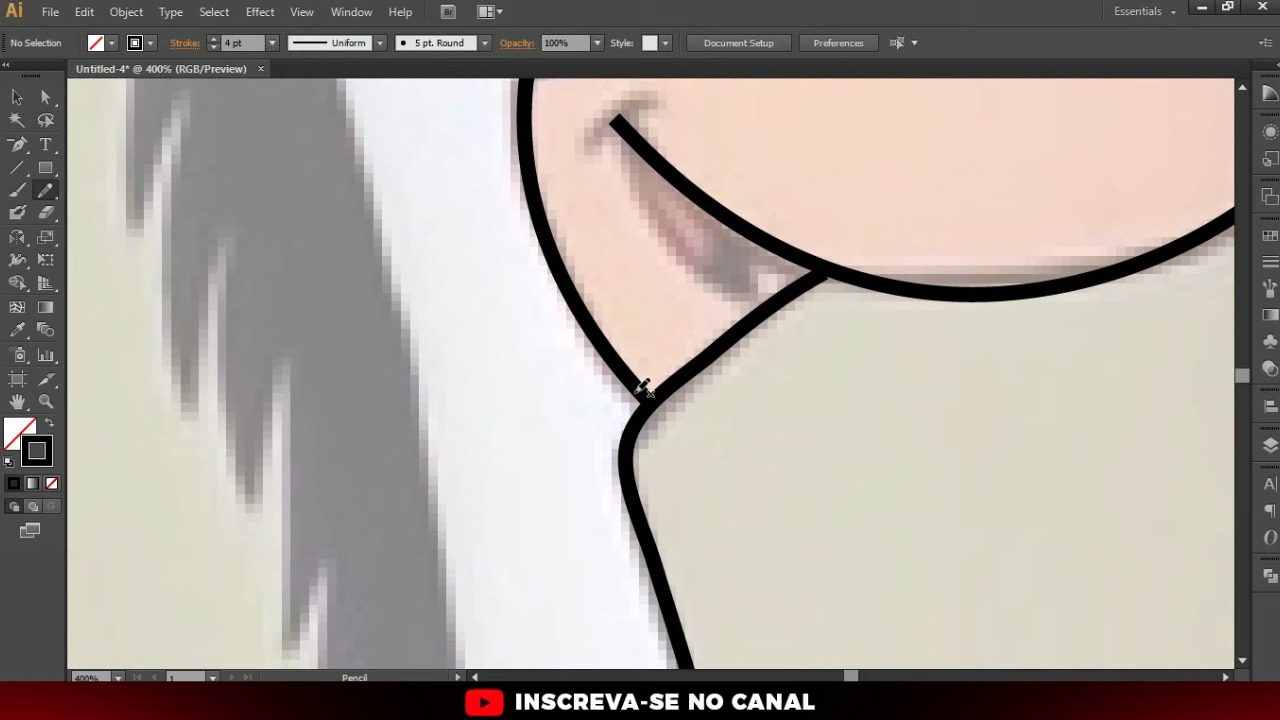 Ai File Edit Object Type Select Effect View Window Help Br Essentials
No Selection Stroke: 4 pt Uniform 5 pt. Round Opacity: 100% Style: Document Setup Preferences
Untitled-4* @ 400% (RGB/Preview) ×
400% 1 Pencil
INSCREVA-SE NO CANAL